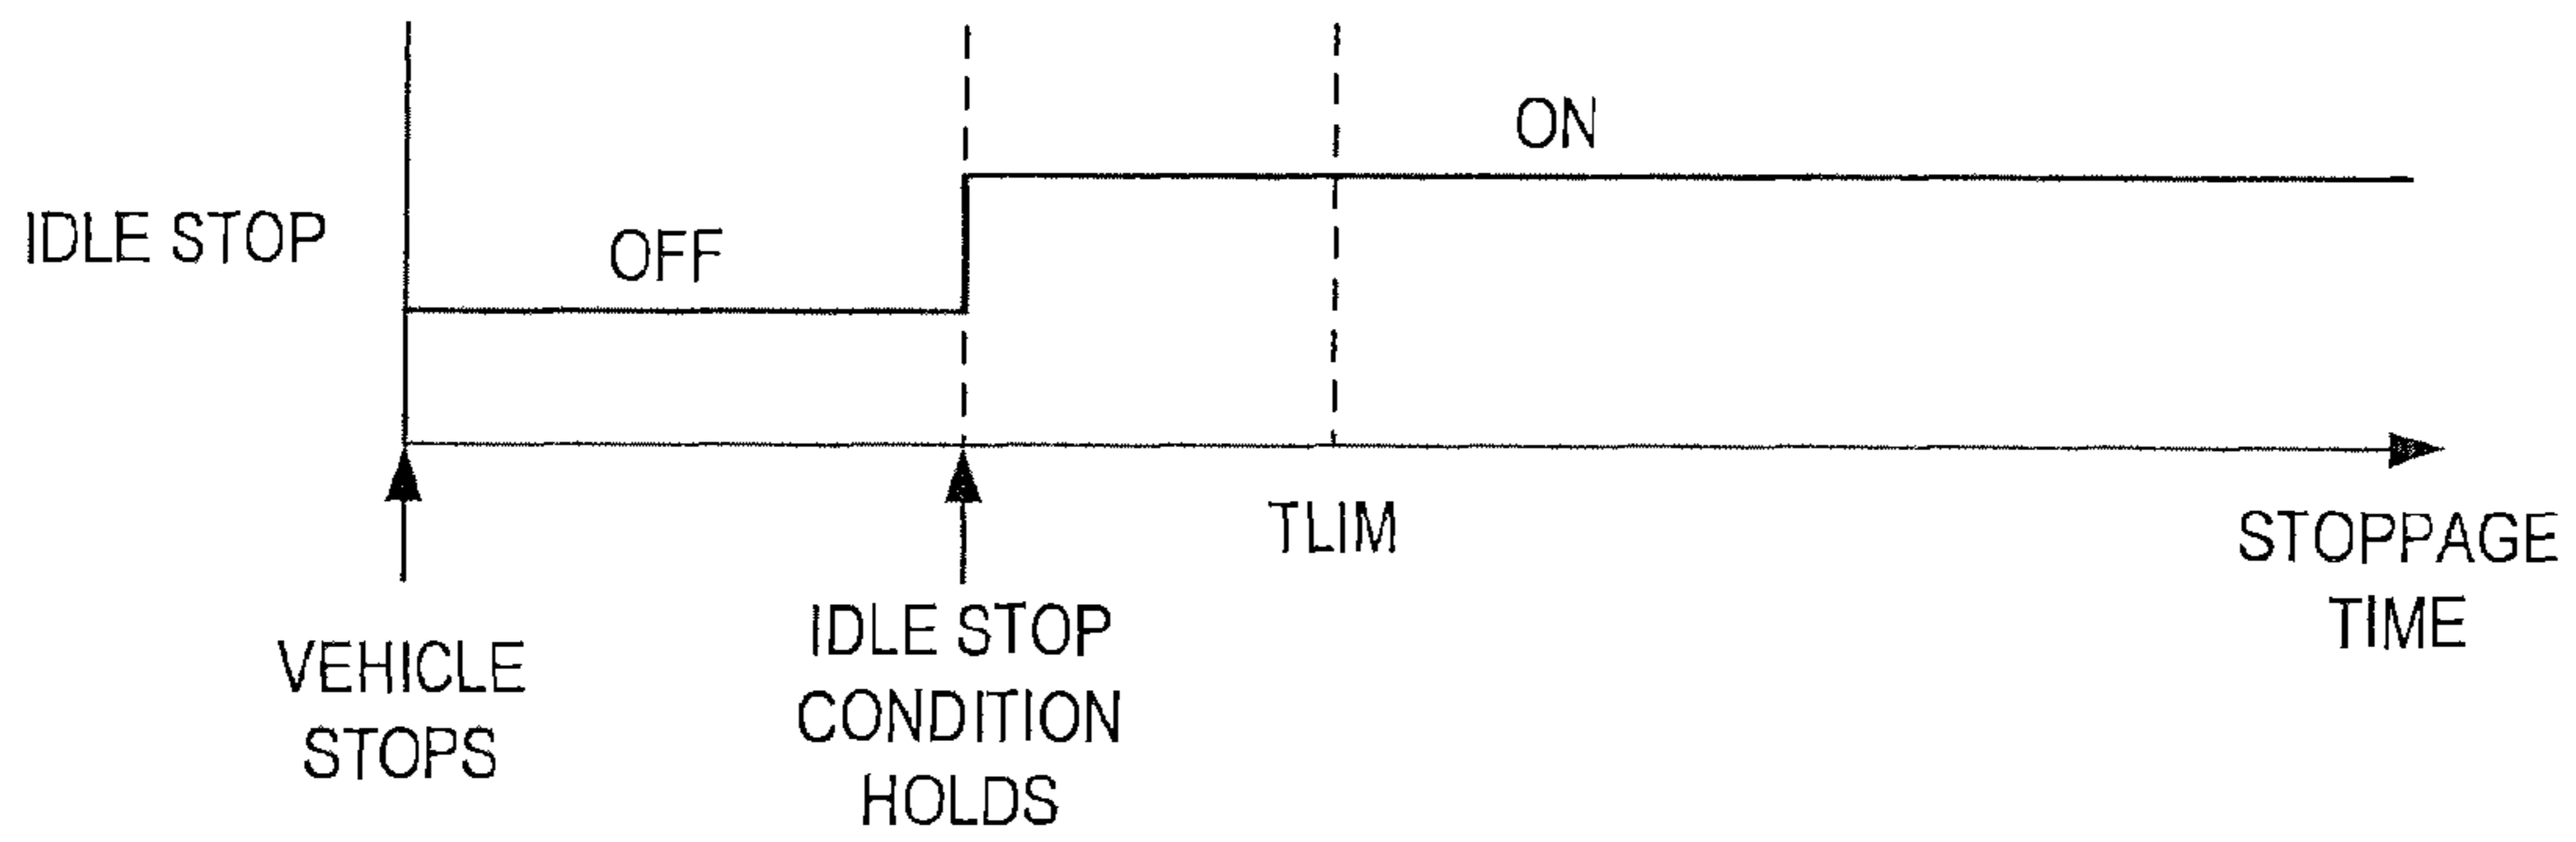 ON
OFF
IDLE STOP
TLIM
STOPPAGE
TIME
VEHICLE
STOPS
IDLE STOP
CONDITION
HOLDS